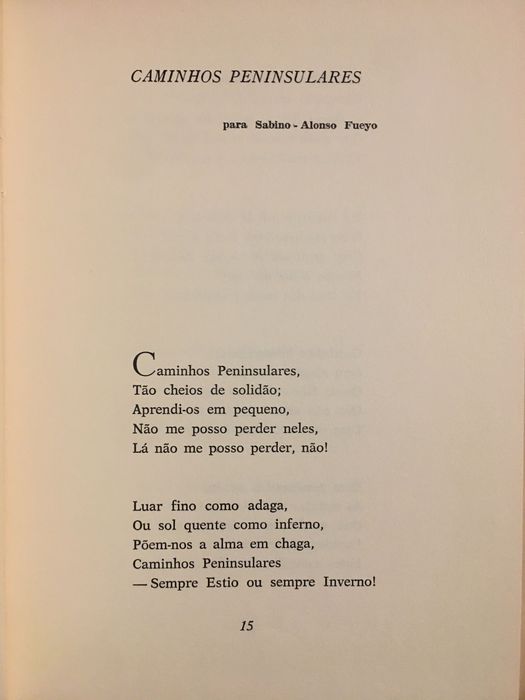 CAMINHOS PENINSULARES
para Sabino - Alonso Fueyo
Caminhos Peninsulares,
Tão cheios de solidão;
Aprendi-os em pequeno,
Não me posso perder neles,
Lá não me posso perder, não!
Luar fino como adaga,
Ou sol quente como inferno,
Põem-nos a alma em chaga,
Caminhos Peninsulares
— Sempre Estio ou sempre Inverno!
15